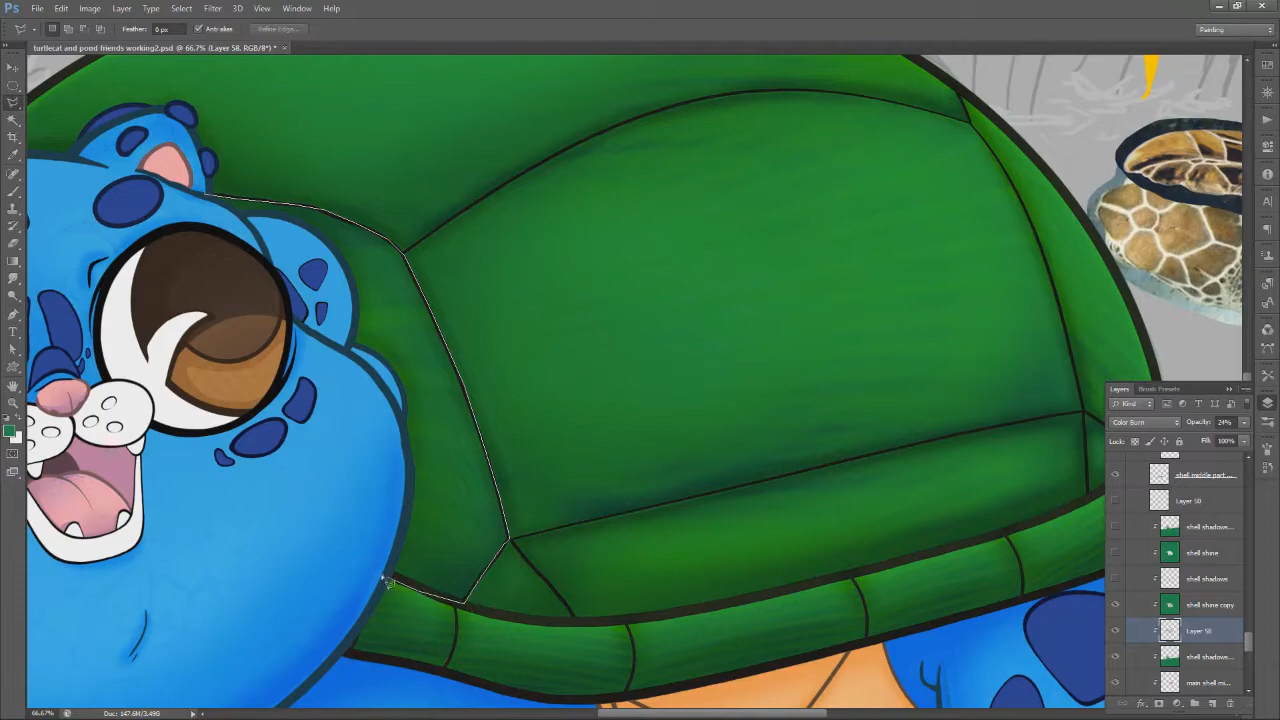 Ps File Edit Image Layer Type Select Filter 3D View Window Help
Feather: 0 px Anti-alias Refine Edge... Painting
turtlecat and pond friends working2.psd @ 66.7% (Layer 58, RGB/8*) *
Layers Brush Presets
Kind
Color Burn Opacity: 24%
Lock: Fill: 100%
shell middle part ...
Layer 50
shell shadows...
shell shine
shell shadows
shell shine copy
Layer 58
shell shadows...
main shell mi...
66.67% Doc: 147.6M/3.49G